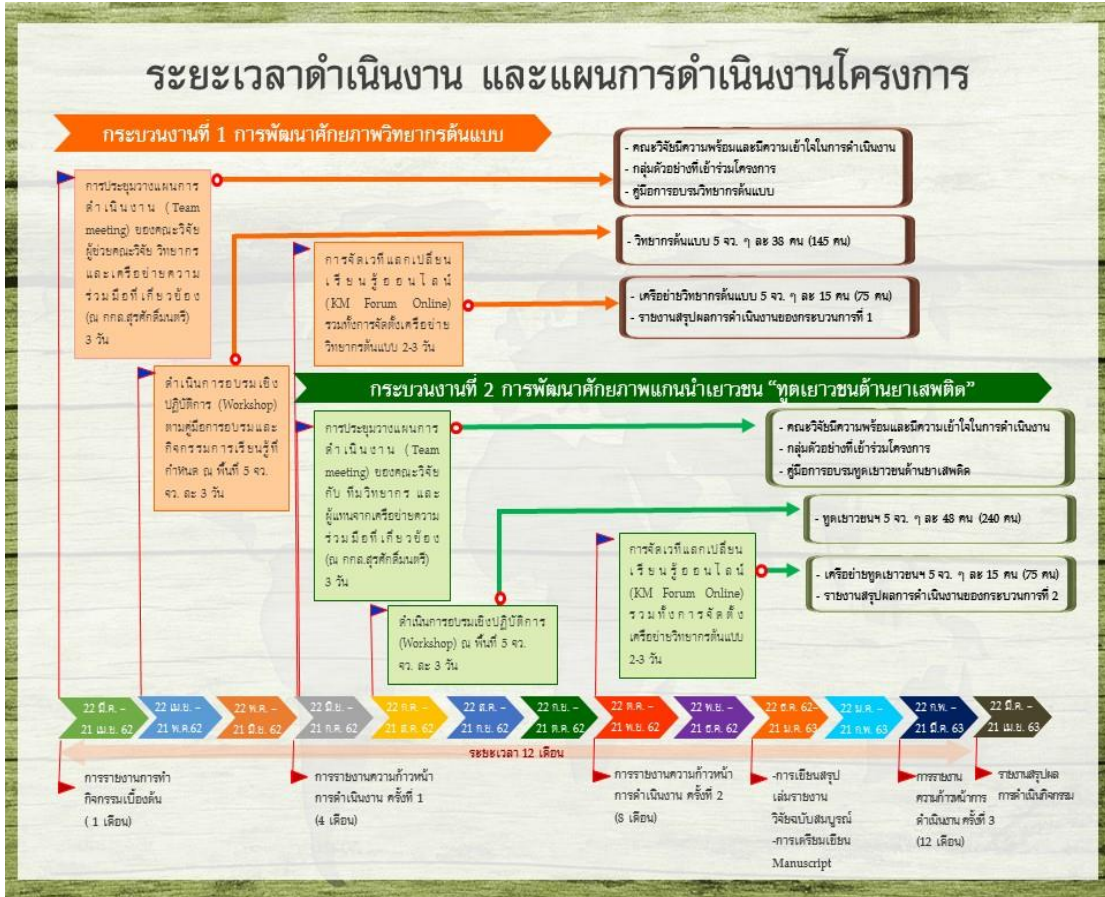 ระยะเวลาดำเนินงาน และแผนการดำเนินงานโครงการ
กระบวนงานที่ 1 การพัฒนาศักยภาพวิทยากรต้นแบบ
การประชุมวางแผนการ
ดำเนินงาน (Team
meeting) ของคณะวิจัย
ผู้ช่วยคณะวิจัย วิทยากร
และเครือข่ายความ
ร่วมมือที่เกี่ยวข้อง
(ณ กกล.สุรศักดิ์มนตรี)
3 วัน
- คณะวิจัยมีความพร้อมและมีความเข้าใจในการดำเนินงาน
- กลุ่มตัวอย่างที่เข้าร่วมโครงการ
- คู่มือการอบรมวิทยากรต้นแบบ
- วิทยากรต้นแบบ 5 จว. ๆ ละ 38 คน (145 คน)
การจัดเวทีแลกเปลี่ยน
เรียนรู้ออนไลน์
(KM Forum Online)
รวมทั้งการจัดตั้งเครือข่าย
วิทยากรต้นแบบ 2-3 วัน
- เครือข่ายวิทยากรต้นแบบ 5 จว. ๆ ละ 15 คน (75 คน)
- รายงานสรุปผลการดำเนินงานของกระบวนการที่ 1
ดำเนินการอบรมเชิง
ปฏิบัติการ (Workshop)
ตามคู่มือการอบรมและ
กิจกรรมการเรียนรู้ที่
กำหนด ณ พื้นที่ 5 จว.
จว. ละ 3 วัน
กระบวนงานที่ 2 การพัฒนาศักยภาพแกนนำเยาวชน “ทูตเยาวชนด้านยาเสพติด”
การประชุมวางแผนการ
ดำเนินงาน (Team
meeting) ของคณะวิจัย
กับ ทีมวิทยากร และ
ผู้แทนจากเครือข่ายความ
ร่วมมือที่เกี่ยวข้อง
(ณ กกล.สุรศักดิ์มนตรี)
3 วัน
- คณะวิจัยมีความพร้อมและมีความเข้าใจในการดำเนินงาน
- กลุ่มตัวอย่างที่เข้าร่วมโครงการ
- คู่มือการอบรมทูตเยาวชนด้านยาเสพติด
- ทูตเยาวชนฯ 5 จว. ๆ ละ 48 คน (240 คน)
การจัดเวทีแลกเปลี่ยน
เรียนรู้ออนไลน์
(KM Forum Online)
รวมทั้งการจัดตั้ง
เครือข่ายวิทยากรต้นแบบ
2-3 วัน
- เครือข่ายทูตเยาวชนฯ 5 จว. ๆ ละ 15 คน (75 คน)
- รายงานสรุปผลการดำเนินงานของกระบวนการที่ 2
ดำเนินการอบรมเชิงปฏิบัติการ
(Workshop) ณ พื้นที่ 5 จว.
จว. ละ 3 วัน
22 มี.ค. –
21 เม.ย. 62
22 เม.ย. –
21 พ.ค.62
22 พ.ค. –
21 มิ.ย. 62
22 มิ.ย. –
21 ก.ค. 62
22 ก.ค. –
21 ส.ค. 62
22 ส.ค. –
21 ก.ย. 62
22 ก.ย. –
21 ต.ค. 62
22 ต.ค. –
21 พ.ย. 62
22 พ.ย. –
21 ธ.ค. 62
22 ธ.ค. 62–
21 ม.ค. 63
22 ม.ค. –
21 ก.พ. 63
22 ก.พ. –
21 มี.ค. 63
22 มี.ค. –
21 เม.ย. 63
ระยะเวลา 12 เดือน
การรายงานการทำ
กิจกรรมเบื้องต้น
( 1 เดือน)
การรายงานความก้าวหน้า
การดำเนินงาน ครั้งที่ 1
(4 เดือน)
การรายงานความก้าวหน้า
การดำเนินงาน ครั้งที่ 2
(8 เดือน)
-การเขียนสรุป
เล่มรายงาน
วิจัยฉบับสมบูรณ์
-การเตรียมเขียน
Manuscript
การรายงาน
ความก้าวหน้าการ
ดำเนินงาน ครั้งที่ 3
(12 เดือน)
รายงานสรุปผล
การดำเนินกิจกรรม